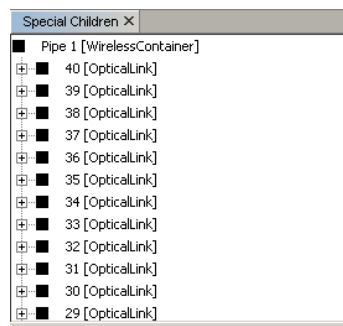 Special Children
Pipe 1 [WirelessContainer]
40 [OpticalLink]
39 [OpticalLink]
38 [OpticalLink]
37 [OpticalLink]
36 [OpticalLink]
35 [OpticalLink]
34 [OpticalLink]
33 [OpticalLink]
32 [OpticalLink]
31 [OpticalLink]
30 [OpticalLink]
29 [OpticalLink]